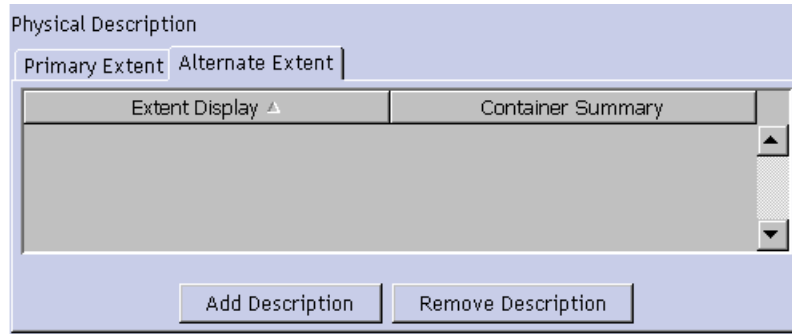 Physical Description
Primary Extent Alternate Extent
Extent Display Container Summary
Add Description Remove Description